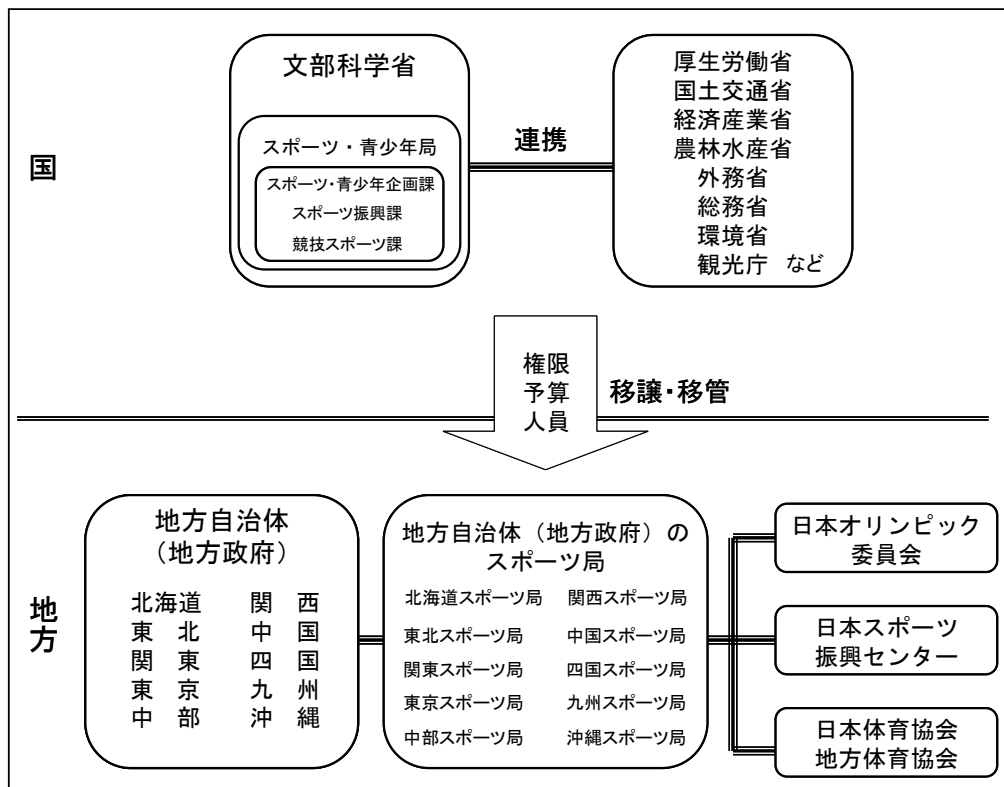 国
文部科学省
スポーツ・青少年局
スポーツ・青少年企画課
スポーツ振興課
競技スポーツ課
連携
厚生労働省
国土交通省
経済産業省
農林水産省
外務省
総務省
環境省
観光庁 など
権限
予算
人員
移譲・移管
地方
地方自治体
（地方政府）
北海道 関 西
東 北 中 国
関 東 四 国
東 京 九 州
中 部 沖 縄
地方自治体（地方政府）の
スポーツ局
北海道スポーツ局 関西スポーツ局
東北スポーツ局 中国スポーツ局
関東スポーツ局 四国スポーツ局
東京スポーツ局 九州スポーツ局
中部スポーツ局 沖縄スポーツ局
日本オリンピック
委員会
日本スポーツ
振興センター
日本体育協会
地方体育協会